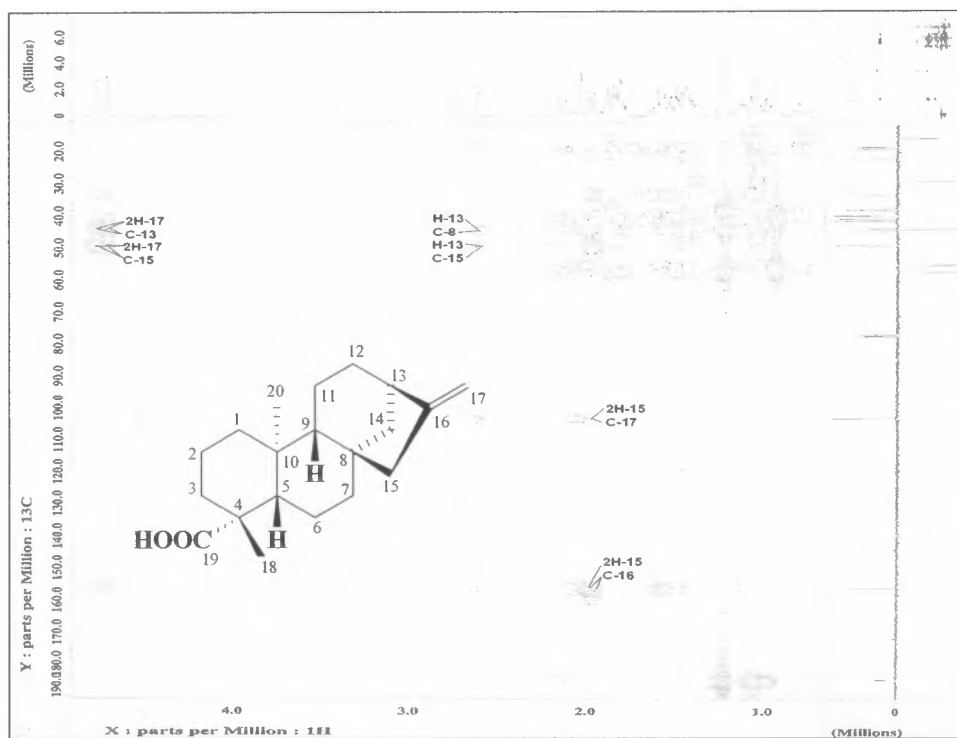 (Millions)
6.0
4.0
2.0
0
20.0
30.0
40.0
50.0
60.0
70.0
80.0
90.0
100.0
110.0
120.0
130.0
140.0
150.0
160.0
170.0
180.0
190.0
Y : parts per Million : 13C
2H-17
C-13
2H-17
C-15
H-13
C-8
H-13
C-15
2H-15
C-17
2H-15
C-16
12
13
17
20
11
16
14
1
9
2
10
8
H
15
3
5
7
4
6
HOOC
H
19
18
4.0
3.0
2.0
1.0
0
X : parts per Million : 1H
(Millions)